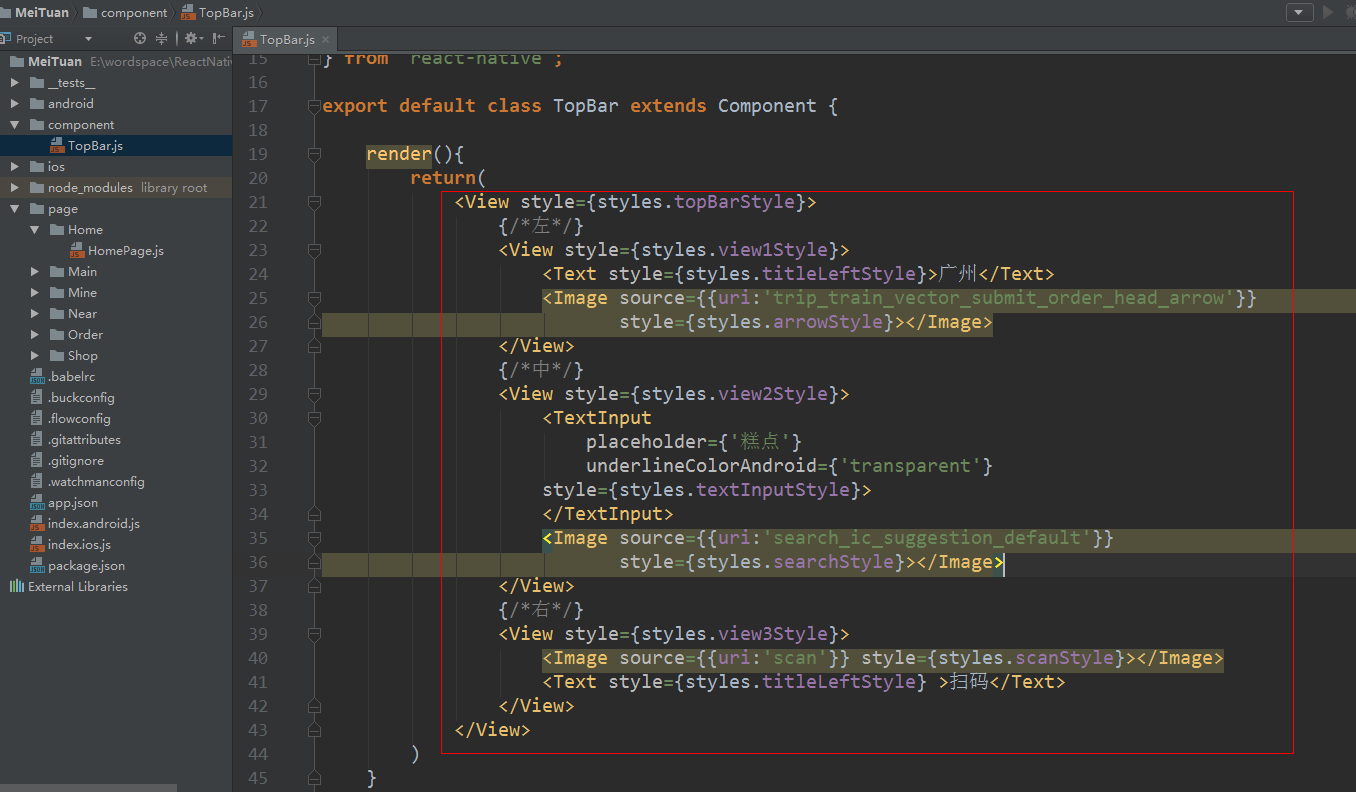 MeiTuan component TopBar.js
Project
TopBar.js
MeiTuan E:\wordspace\ReactNativ
__tests__
android
component
TopBar.js
ios
node_modules library root
page
Home
HomePage.js
Main
Mine
Near
Order
Shop
.babelrc
.buckconfig
.flowconfig
.gitattributes
.gitignore
.watchmanconfig
app.json
index.android.js
index.ios.js
package.json
External Libraries
15 } from 'react-native';
16
17 export default class TopBar extends Component {
18
19 render(){
20 return(
21 <View style={styles.topBarStyle}>
22 {/*左*/}
23 <View style={styles.view1Style}>
24 <Text style={styles.titleLeftStyle}>广州</Text>
25 <Image source={{uri:'trip_train_vector_submit_order_head_arrow'}}
26 style={styles.arrowStyle}></Image>
27 </View>
28 {/*中*/}
29 <View style={styles.view2Style}>
30 <TextInput
31 placeholder={'糕点'}
32 underlineColorAndroid={'transparent'}
33 style={styles.textInputStyle}>
34 </TextInput>
35 <Image source={{uri:'search_ic_suggestion_default'}}
36 style={styles.searchStyle}></Image>
37 </View>
38 {/*右*/}
39 <View style={styles.view3Style}>
40 <Image source={{uri:'scan'}} style={styles.scanStyle}></Image>
41 <Text style={styles.titleLeftStyle} >扫码</Text>
42 </View>
43 </View>
44 )
45 }